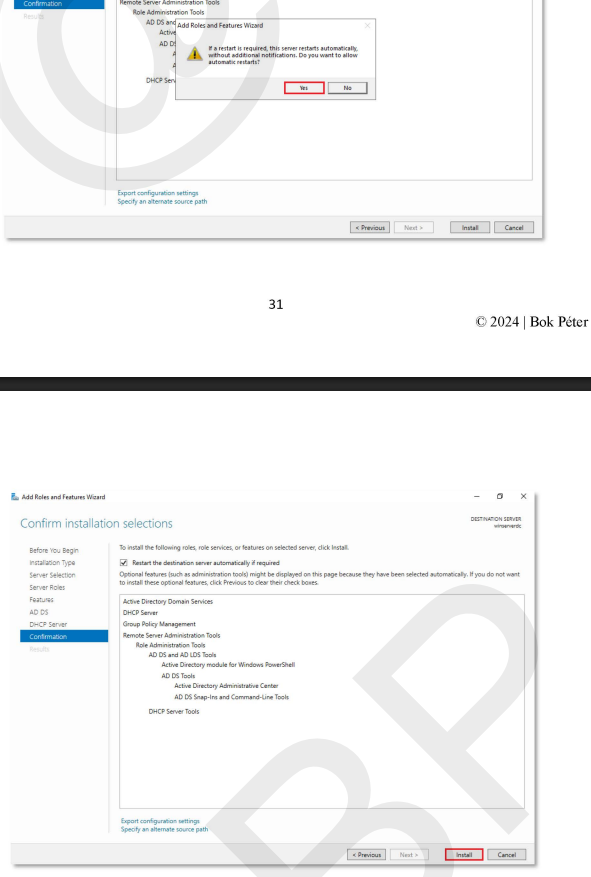 Confirmation
Results
Remote Server Administration Tools
Role Administration Tools
AD DS and
Active
AD DS
DHCP Serv
Add Roles and Features Wizard
If a restart is required, this server restarts automatically,
without additional notifications. Do you want to allow
automatic restarts?
Yes
No
Export configuration settings
Specify an alternate source path
< Previous
Next >
Install
Cancel
31
© 2024 | Bok Péter
Add Roles and Features Wizard
Confirm installation selections
DESTINATION SERVER
winserverdc
Before You Begin
Installation Type
Server Selection
Server Roles
Features
AD DS
DHCP Server
Confirmation
Results
To install the following roles, role services, or features on selected server, click Install.
Restart the destination server automatically if required
Optional features (such as administration tools) might be displayed on this page because they have been selected automatically. If you do not want
to install these optional features, click Previous to clear their check boxes.
Active Directory Domain Services
DHCP Server
Group Policy Management
Remote Server Administration Tools
Role Administration Tools
AD DS and AD LDS Tools
Active Directory module for Windows PowerShell
AD DS Tools
Active Directory Administrative Center
AD DS Snap-Ins and Command-Line Tools
DHCP Server Tools
Export configuration settings
Specify an alternate source path
< Previous
Next >
Install
Cancel
BP